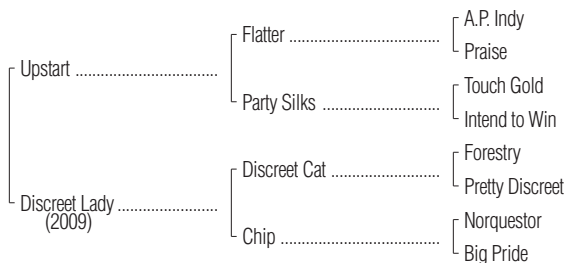 Upstart
Discreet Lady
(2009)
Flatter
Party Silks
Discreet Cat
Chip
A.P. Indy
Praise
Touch Gold
Intend to Win
Forestry
Pretty Discreet
Norquestor
Big Pride